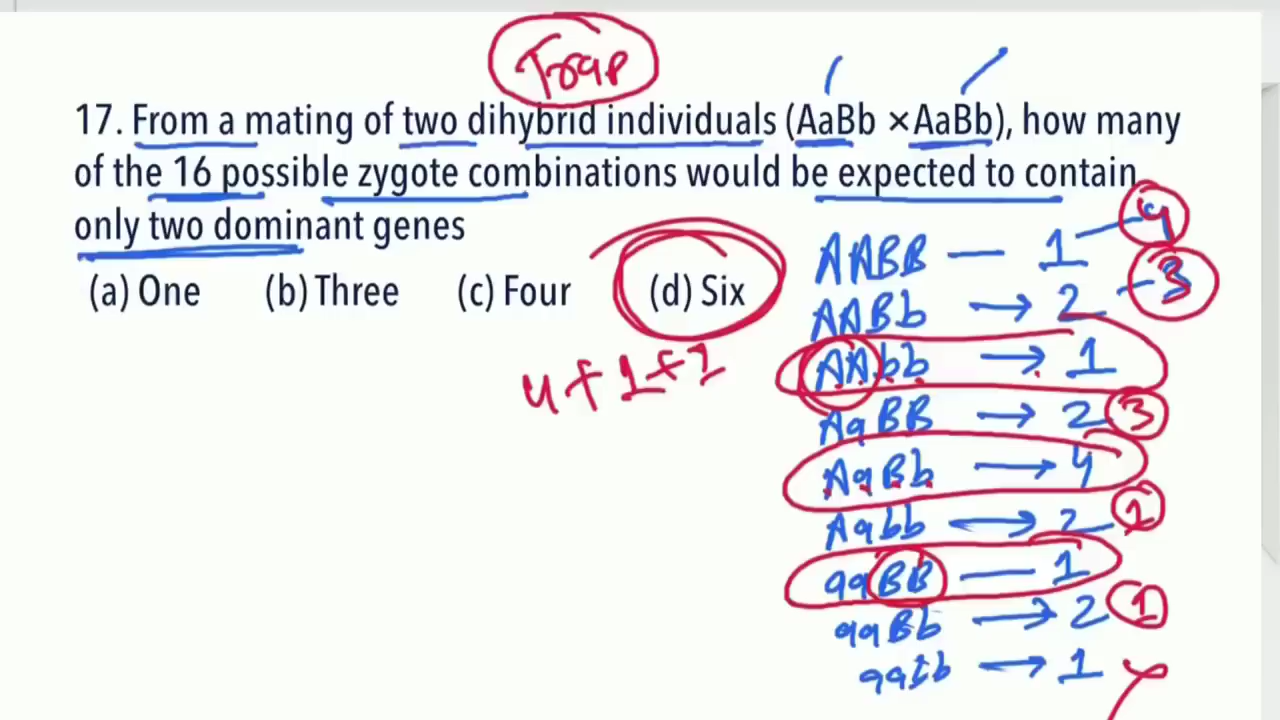 Trap
17. From a mating of two dihybrid individuals (AaBb ×AaBb), how many
of the 16 possible zygote combinations would be expected to contain
only two dominant genes
(a) One (b) Three (c) Four (d) Six
4+1+1
AABB — 1 — 4
AABb → 2 — 3
AAbb → 1
AaBB → 2 3
AaBb → 4
Aabb → 2 — 1
aaBB — 1
aaBb → 2 1
aabb → 1